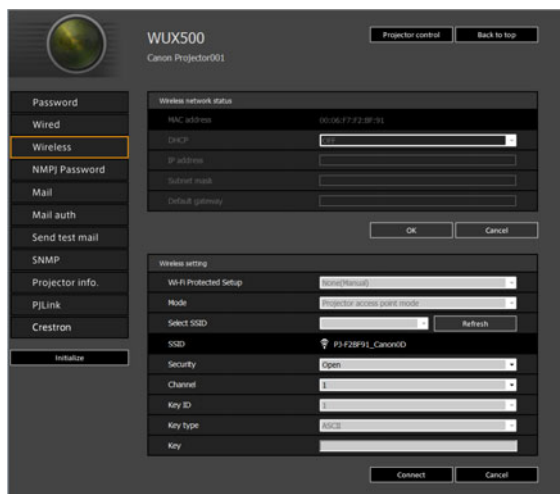 WUX500
Projector control
Back to top
Canon Projector001
Password
Wired
Wireless
NMPJ Password
Mail
Mail auth
Send test mail
SNMP
Projector info.
PJLink
Crestron
Initialize
Wireless network status
MAC address 00:06:F7:F2:BF:91
DHCP OFF
IP address
Subnet mask
Default gateway
OK
Cancel
Wireless setting
Wi-Fi Protected Setup None(Manual)
Mode Projector access point mode
Select SSID Refresh
SSID PJ-F2BF91_Canon0D
Security Open
Channel 1
Key ID 1
Key type ASCII
Key
Connect
Cancel